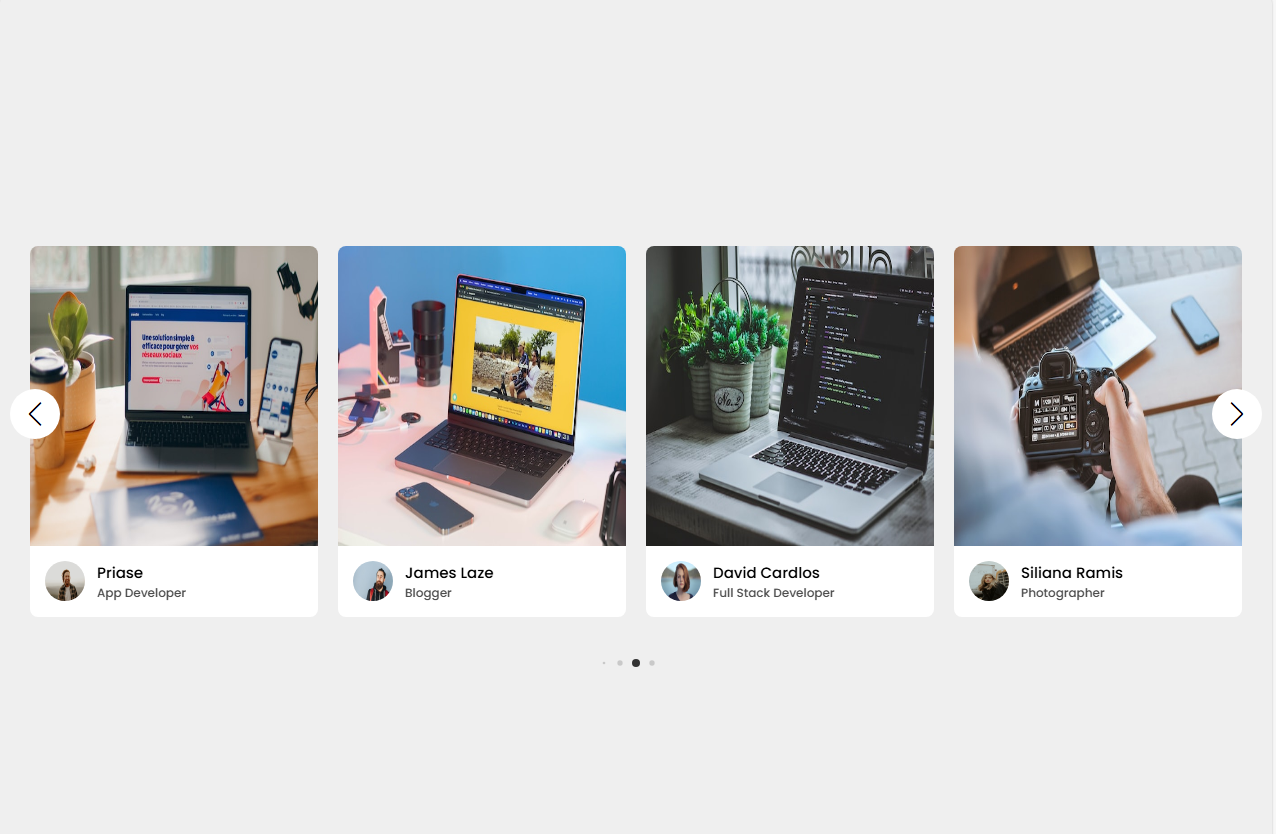 Une solution simple &
efficace pour gérer vos
réseaux sociaux
No.2
Priase
App Developer
James Laze
Blogger
David Cardlos
Full Stack Developer
Siliana Ramis
Photographer